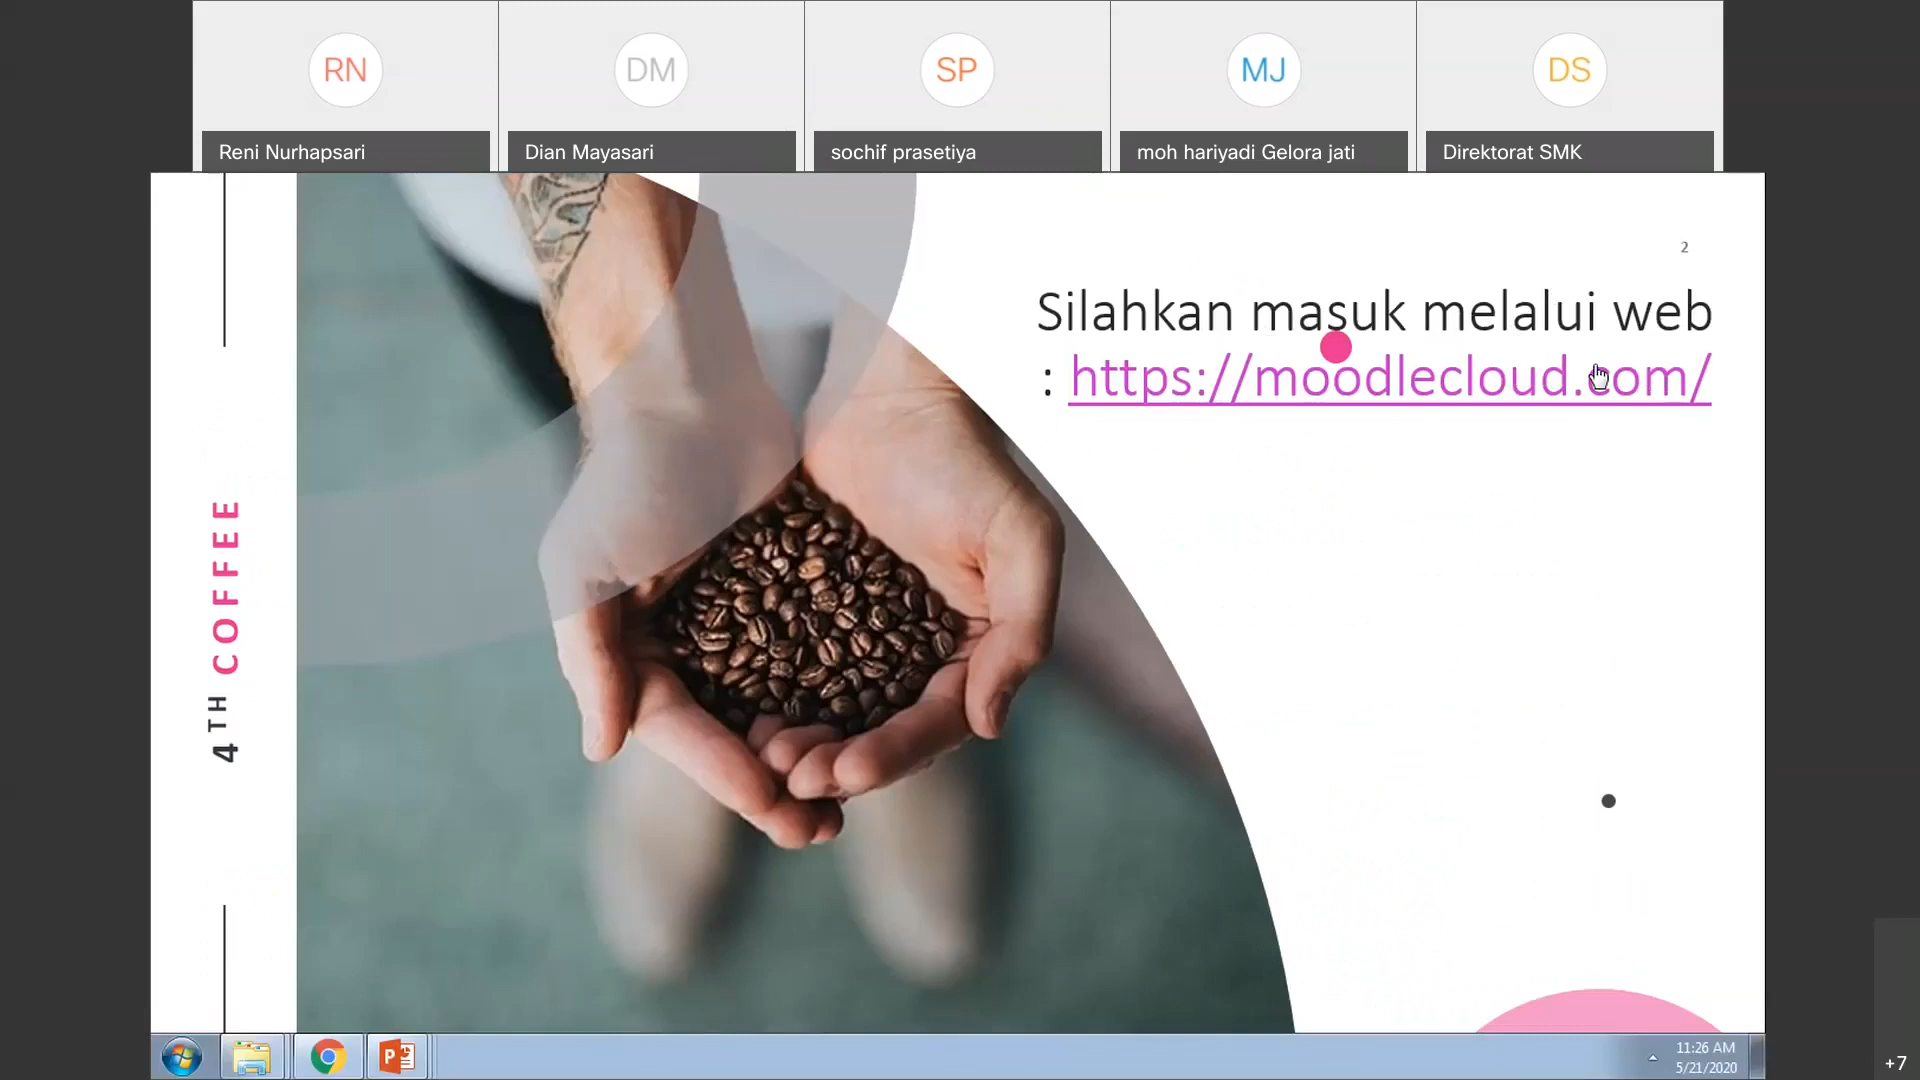 RN
DM
SP
MJ
DS
Reni Nurhapsari
Dian Mayasari
sochif prasetiya
moh hariyadi Gelora jati
Direktorat SMK
2
Silahkan masuk melalui web
: https://moodlecloud.com/
4TH COFFEE
11:26 AM
5/21/2020
+7